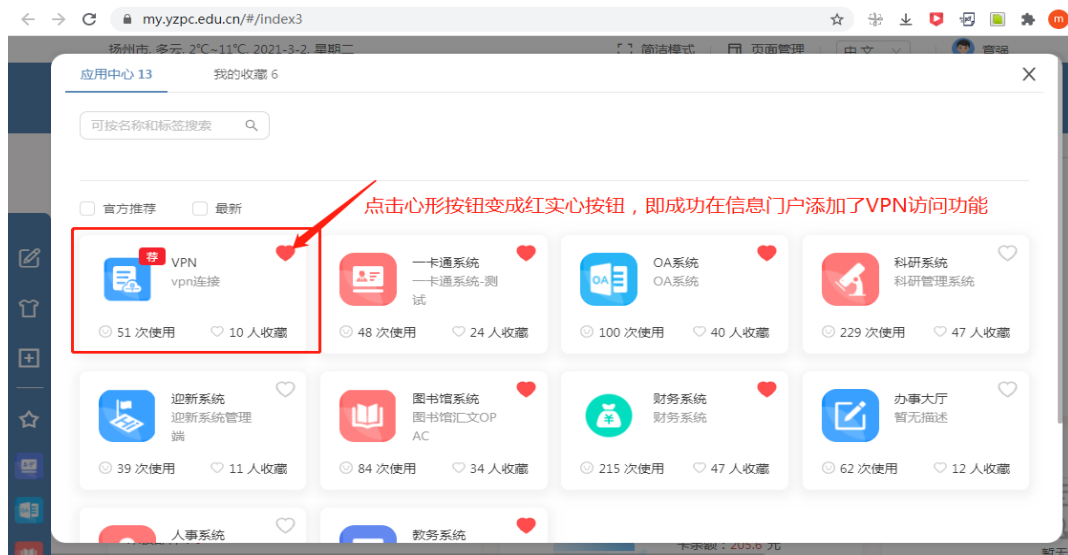 my.yzpc.edu.cn/#/index3
m
扬州市, 多云, 2℃~11℃, 2021-3-2, 星期二
简洁模式
页面管理
中文
应用中心 13
我的收藏 6
可按名称和标签搜索
官方推荐
最新
点击心形按钮变成红实心按钮，即成功在信息门户添加了VPN访问功能
荐
VPN
vpn连接
51 次使用
10 人收藏
一卡通系统
一卡通系统-测
试
48 次使用
24 人收藏
OA
OA系统
OA系统
100 次使用
40 人收藏
科研系统
科研管理系统
229 次使用
47 人收藏
迎新系统
迎新系统管理
端
39 次使用
11 人收藏
图书馆系统
图书馆汇文OP
AC
84 次使用
34 人收藏
¥
财务系统
财务系统
215 次使用
47 人收藏
办事大厅
暂无描述
62 次使用
12 人收藏
人事系统
教务系统
卡余额：205.6 元
暂无